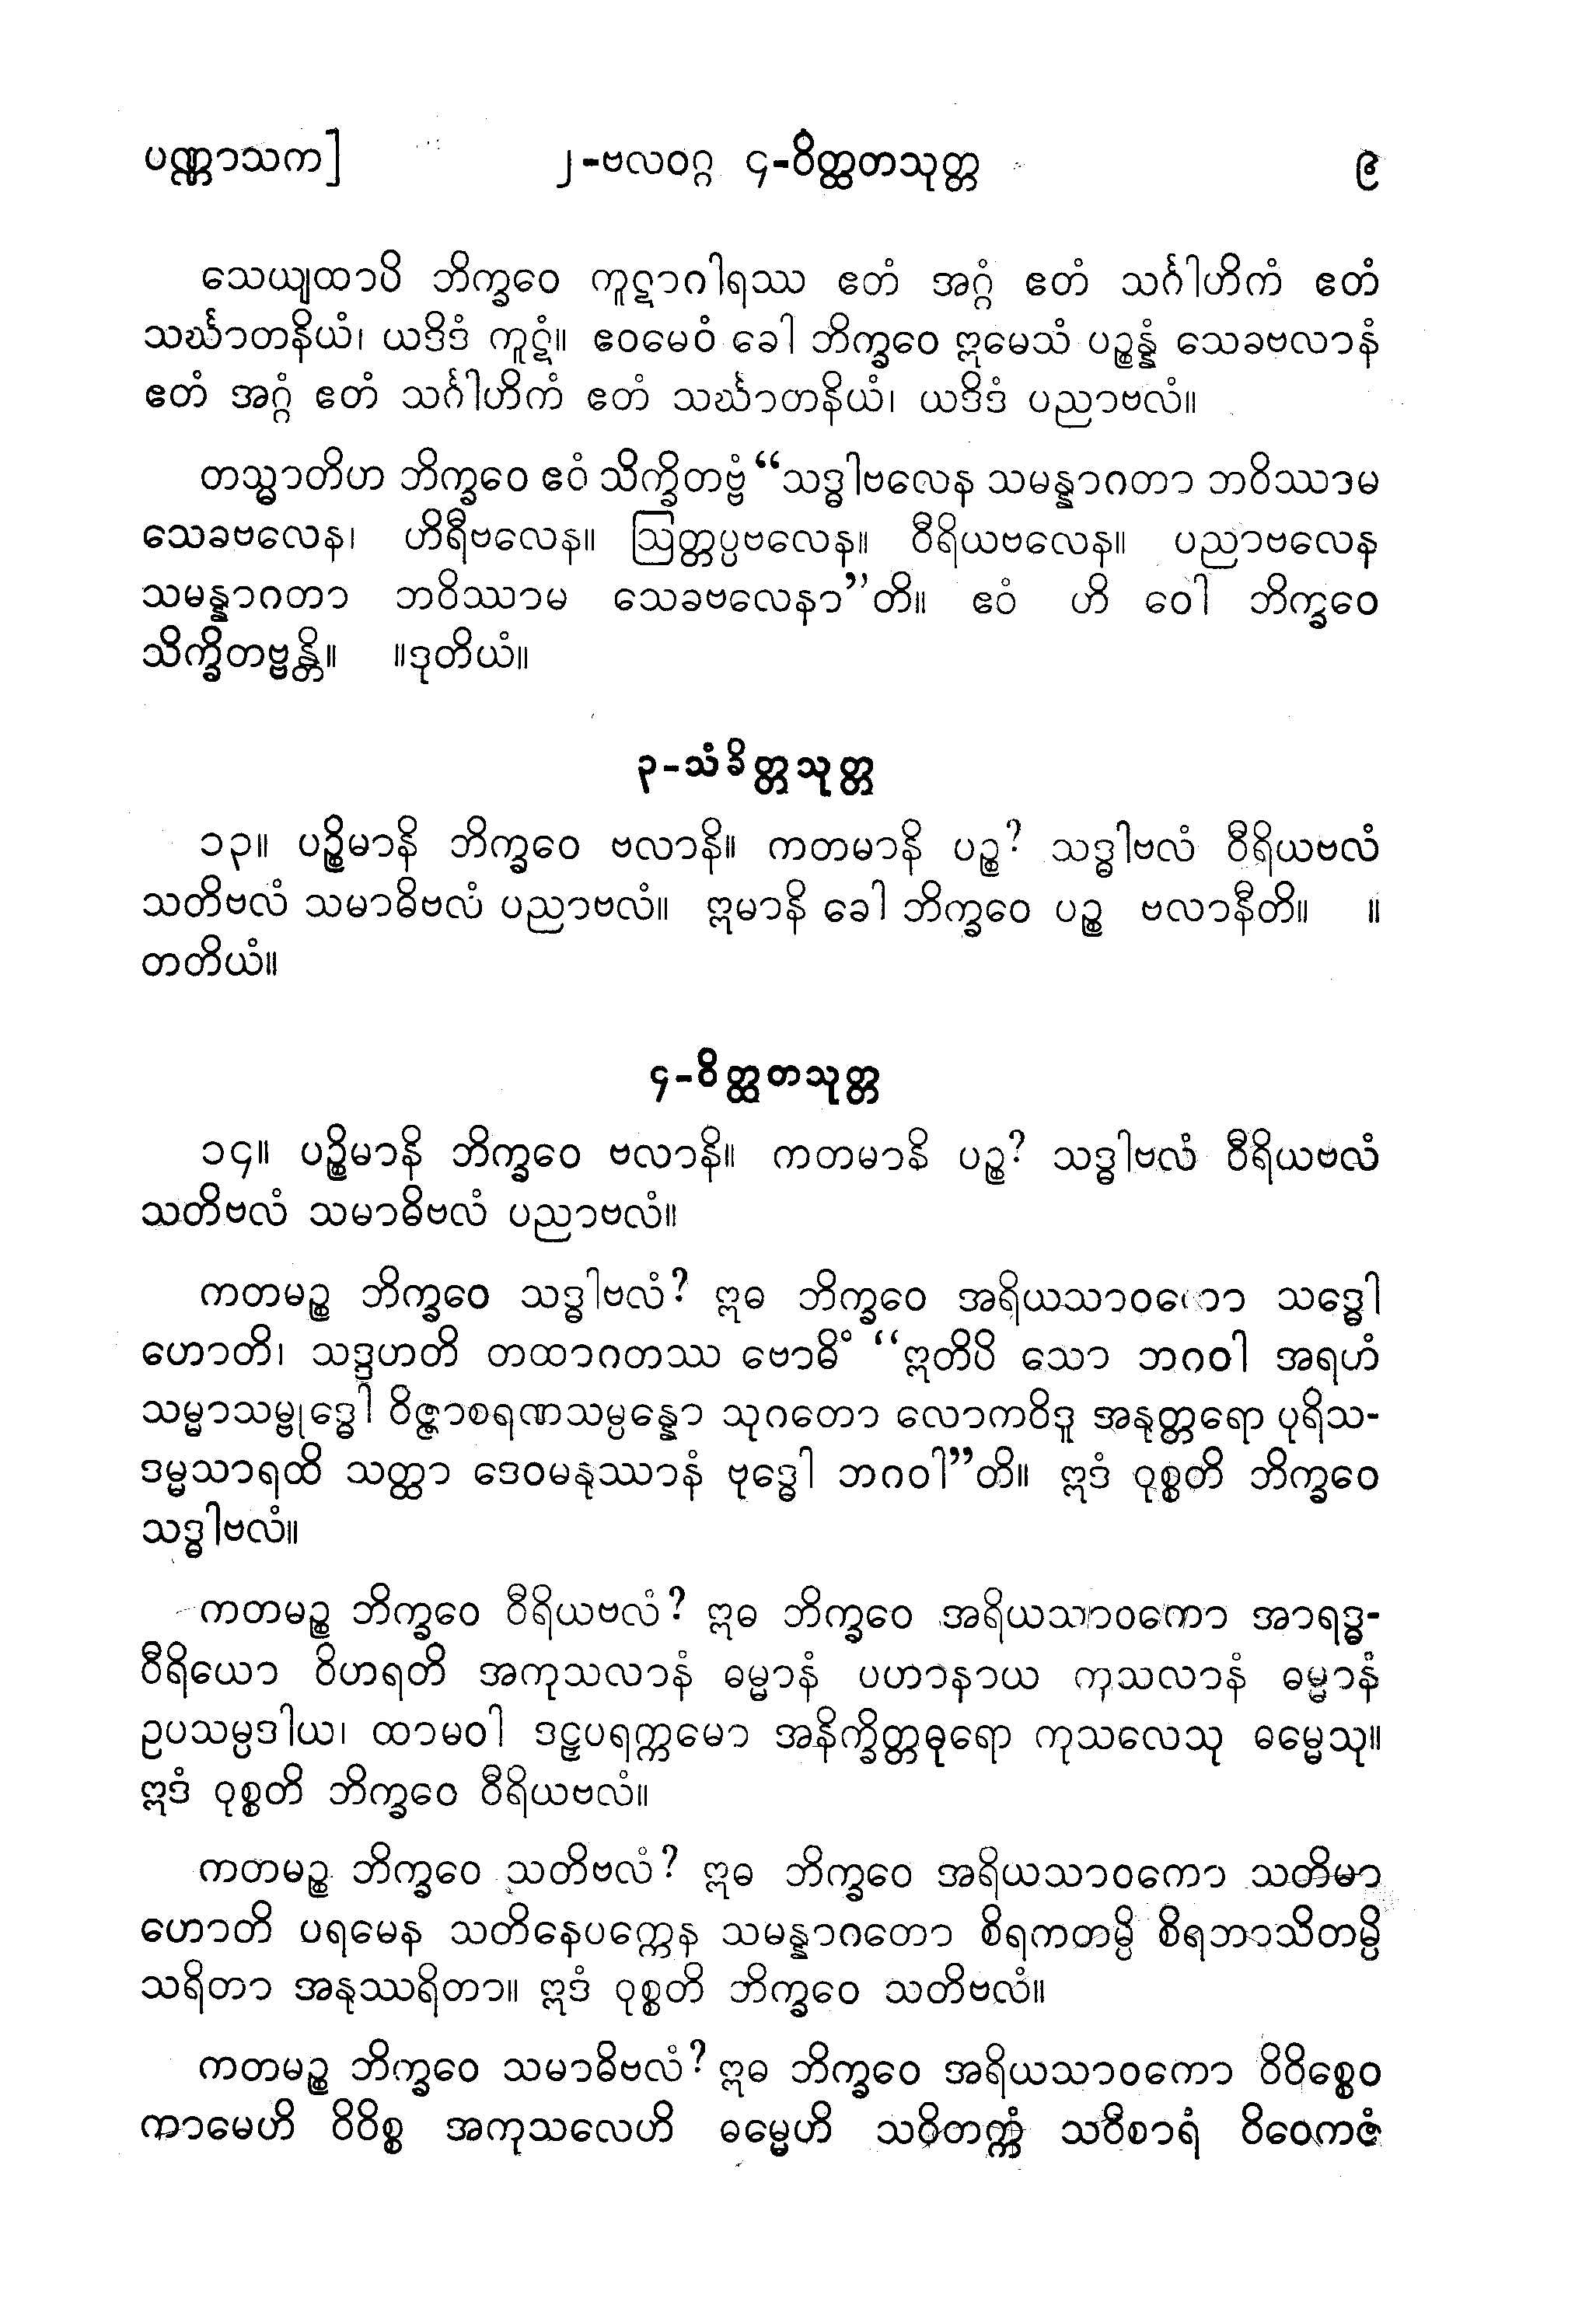 ပဏ္ဏာသက]	၂-ဗလဝဂ္ဂ ၄-ဝိတ္ထတသုတ္တ	၉
သေယျထာပိ ဘိက္ခဝေ ကူဋာဂါရဿ ဧတံ အဂ္ဂံ ဧတံ သင်္ဂါဟိကံ ဧတံ
သင်္ဃာတနိယံ၊ ယဒိဒံ ကူဋံ။ ဧဝမေဝံ ခေါ ဘိက္ခဝေ ဣမေသံ ပဉ္စန္နံ သေခဗလာနံ
ဧတံ အဂ္ဂံ ဧတံ သင်္ဂါဟိကံ ဧတံ သင်္ဃာတနိယံ၊ ယဒိဒံ ပညာဗလံ။
တသ္မာတိဟ ဘိက္ခဝေ ဧဝံ သိက္ခိတဗ္ဗံ “သဒ္ဓါဗလေန သမန္နာဂတာ ဘဝိဿာမ
သေခဗလေန၊ ဟိရီဗလေန။ ဩတ္တပ္ပဗလေန။ ဝီရိယဗလေန။ ပညာဗလေန
သမန္နာဂတာ ဘဝိဿာမ သေခဗလေနာ”တိ။ ဧဝံ ဟိ ဝေါ ဘိက္ခဝေ
သိက္ခိတဗ္ဗန္တိ။ ။ဒုတိယံ။
၃-သံခိတ္တသုတ္တ
၁၃။ ပဉ္စိမာနိ ဘိက္ခဝေ ဗလာနိ။ ကတမာနိ ပဉ္စ? သဒ္ဓါဗလံ ဝီရိယဗလံ
သတိဗလံ သမာဓိဗလံ ပညာဗလံ။ ဣမာနိ ခေါ ဘိက္ခဝေ ပဉ္စ ဗလာနီတိ။ ။
တတိယံ။
၄-ဝိတ္ထတသုတ္တ
၁၄။ ပဉ္စိမာနိ ဘိက္ခဝေ ဗလာနိ။ ကတမာနိ ပဉ္စ? သဒ္ဓါဗလံ ဝီရိယဗလံ
သတိဗလံ သမာဓိဗလံ ပညာဗလံ။
ကတမဉ္စ ဘိက္ခဝေ သဒ္ဓါဗလံ? ဣဓ ဘိက္ခဝေ အရိယသာဝကော သဒ္ဓေါ
ဟောတိ၊ သဒ္ဒဟတိ တထာဂတဿ ဗောဓိံ “ဣတိပိ သော ဘဂဝါ အရဟံ
သမ္မာသမ္ဗုဒ္ဓေါ ဝိဇ္ဇာစရဏသမ္ပန္နော သုဂတော လောကဝိဒူ အနုတ္တရော ပုရိသ-
ဒမ္မသာရထိ သတ္ထာ ဒေဝမနုဿာနံ ဗုဒ္ဓေါ ဘဂဝါ”တိ။ ဣဒံ ဝုစ္စတိ ဘိက္ခဝေ
သဒ္ဓါဗလံ။
ကတမဉ္စ ဘိက္ခဝေ ဝီရိယဗလံ? ဣဓ ဘိက္ခဝေ အရိယသာဝကော အာရဒ္ဓ-
ဝီရိယော ဝိဟရတိ အကုသလာနံ ဓမ္မာနံ ပဟာနာယ ကုသလာနံ ဓမ္မာနံ
ဥပသမ္ပဒါယ၊ ထာမဝါ ဒဠှပရက္ကမော အနိက္ခိတ္တဓုရော ကုသလေသု ဓမ္မေသု။
ဣဒံ ဝုစ္စတိ ဘိက္ခဝေ ဝီရိယဗလံ။
ကတမဉ္စ ဘိက္ခဝေ သတိဗလံ? ဣဓ ဘိက္ခဝေ အရိယသာဝကော သတိမာ
ဟောတိ ပရမေန သတိနေပက္ကေန သမန္နာဂတော စိရကတမ္ပိ စိရဘာသိတမ္ပိ
သရိတာ အနုဿရိတာ။ ဣဒံ ဝုစ္စတိ ဘိက္ခဝေ သတိဗလံ။
ကတမဉ္စ ဘိက္ခဝေ သမာဓိဗလံ? ဣဓ ဘိက္ခဝေ အရိယသာဝကော ဝိဝိစ္စေဝ
ကာမေဟိ ဝိဝိစ္စ အကုသလေဟိ ဓမ္မေဟိ သဝိတက္ကံ သဝိစာရံ ဝိဝေကဇံ